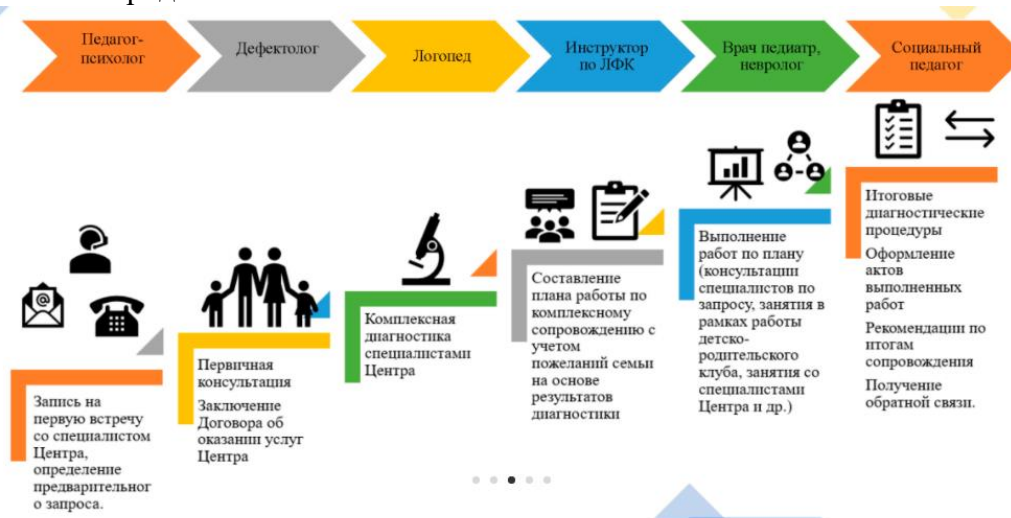 Педагог-
психолог
Дефектолог
Логопед
Инструктор
по ЛФК
Врач педиатр,
невролог
Социальный
педагог
Запись на
первую встречу
со специалистом
Центра,
определение
предварительног
о запроса.
Первичная
консультация
Заключение
Договора об
оказании услуг
Центра
Комплексная
диагностика
специалистами
Центра
Составление
плана работы по
комплексному
сопровождению с
учетом
пожеланий семьи
на основе
результатов
диагностики
Выполнение
работ по плану
(консультации
специалистов по
запросу, занятия в
рамках работы
детско-
родительского
клуба, занятия со
специалистами
Центра и др.)
Итоговые
диагностические
процедуры
Оформление
актов
выполненных
работ
Рекомендации по
итогам
сопровождения
Получение
обратной связи.